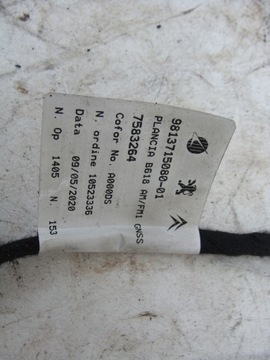 9813715080-01
PLANCIA B618 AM/FM1 GNSS
7583264
Cofor No. A000DS
N. ordine 10523336
Data 09/05/2020
N. Op 1405 N. 153